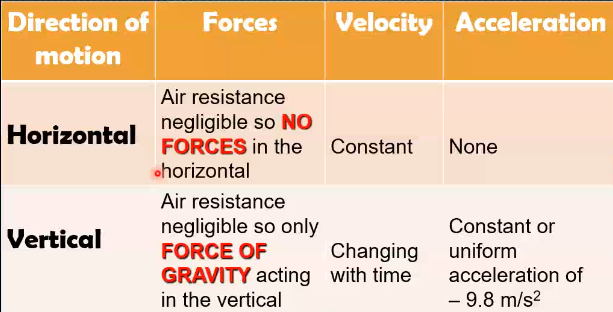 Direction of motion Forces Velocity Acceleration
Horizontal
Air resistance
negligible so NO
FORCES in the
horizontal
Constant
None
Vertical
Air resistance
negligible so only
FORCE OF
GRAVITY acting
in the vertical
Changing
with time
Constant or
uniform
acceleration of
– 9.8 m/s²